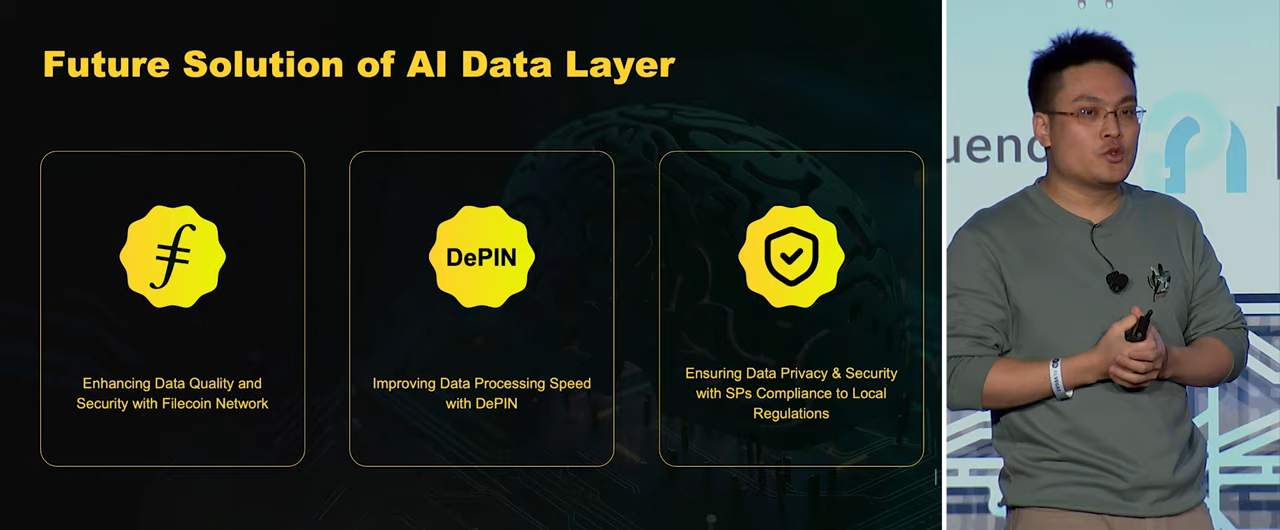 Future Solution of AI Data Layer
DePIN
Enhancing Data Quality and
Security with Filecoin Network
Improving Data Processing Speed
with DePIN
Ensuring Data Privacy & Security
with SPs Compliance to Local
Regulations